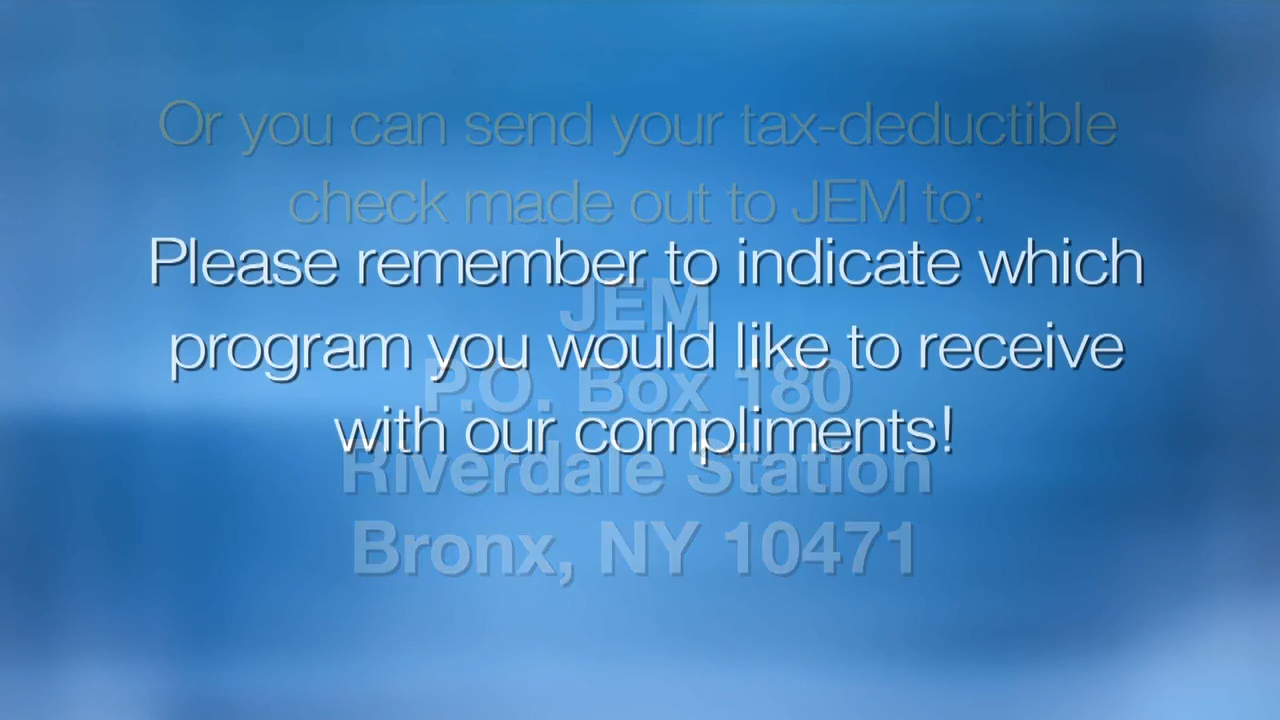 Or you can send your tax-deductible
check made out to JEM to:
Please remember to indicate which
JEM
program you would like to receive
P.O. Box 180
with our compliments!
Riverdale Station
Bronx, NY 10471